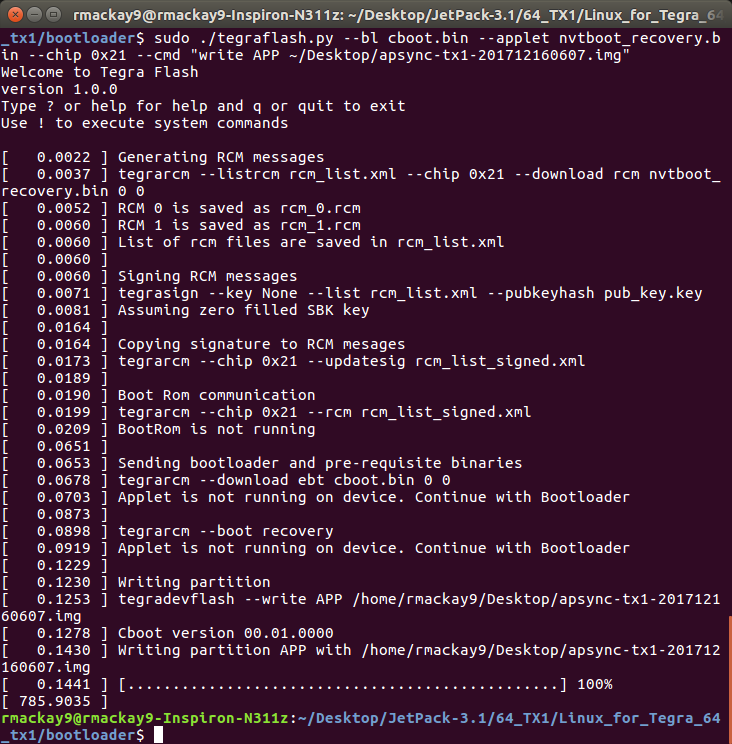 rmackay9@rmackay9-Inspiron-N311z: ~/Desktop/JetPack-3.1/64_TX1/Linux_for_Tegra_64
_tx1/bootloader$ sudo ./tegraflash.py --bl cboot.bin --applet nvtboot_recovery.b
in --chip 0x21 --cmd "write APP ~/Desktop/apsync-tx1-201712160607.img"
Welcome to Tegra Flash
version 1.0.0
Type ? or help for help and q or quit to exit
Use ! to execute system commands
[   0.0022 ] Generating RCM messages
[   0.0037 ] tegrarcm --listrcm rcm_list.xml --chip 0x21 --download rcm nvtboot_
recovery.bin 0 0
[   0.0052 ] RCM 0 is saved as rcm_0.rcm
[   0.0060 ] RCM 1 is saved as rcm_1.rcm
[   0.0060 ] List of rcm files are saved in rcm_list.xml
[   0.0060 ]
[   0.0060 ] Signing RCM messages
[   0.0071 ] tegrasign --key None --list rcm_list.xml --pubkeyhash pub_key.key
[   0.0081 ] Assuming zero filled SBK key
[   0.0164 ]
[   0.0164 ] Copying signature to RCM mesages
[   0.0173 ] tegrarcm --chip 0x21 --updatesig rcm_list_signed.xml
[   0.0189 ]
[   0.0190 ] Boot Rom communication
[   0.0199 ] tegrarcm --chip 0x21 --rcm rcm_list_signed.xml
[   0.0209 ] BootRom is not running
[   0.0651 ]
[   0.0653 ] Sending bootloader and pre-requisite binaries
[   0.0678 ] tegrarcm --download ebt cboot.bin 0 0
[   0.0703 ] Applet is not running on device. Continue with Bootloader
[   0.0873 ]
[   0.0898 ] tegrarcm --boot recovery
[   0.0919 ] Applet is not running on device. Continue with Bootloader
[   0.1229 ]
[   0.1230 ] Writing partition
[   0.1253 ] tegradevflash --write APP /home/rmackay9/Desktop/apsync-tx1-2017121
60607.img
[   0.1278 ] Cboot version 00.01.0000
[   0.1430 ] Writing partition APP with /home/rmackay9/Desktop/apsync-tx1-201712
160607.img
[   0.1441 ] [................................................] 100%
[ 785.9035 ]
rmackay9@rmackay9-Inspiron-N311z:~/Desktop/JetPack-3.1/64_TX1/Linux_for_Tegra_64
_tx1/bootloader$